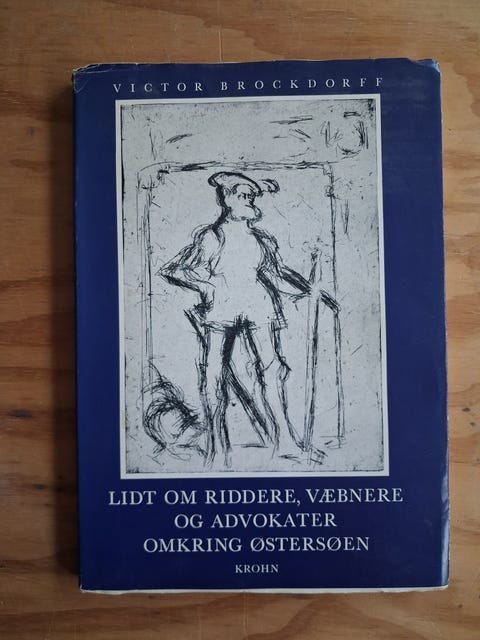 VICTOR BROCKDORFF
LIDT OM RIDDERE, VÆBNERE
OG ADVOKATER
OMKRING ØSTERSØEN
KROHN